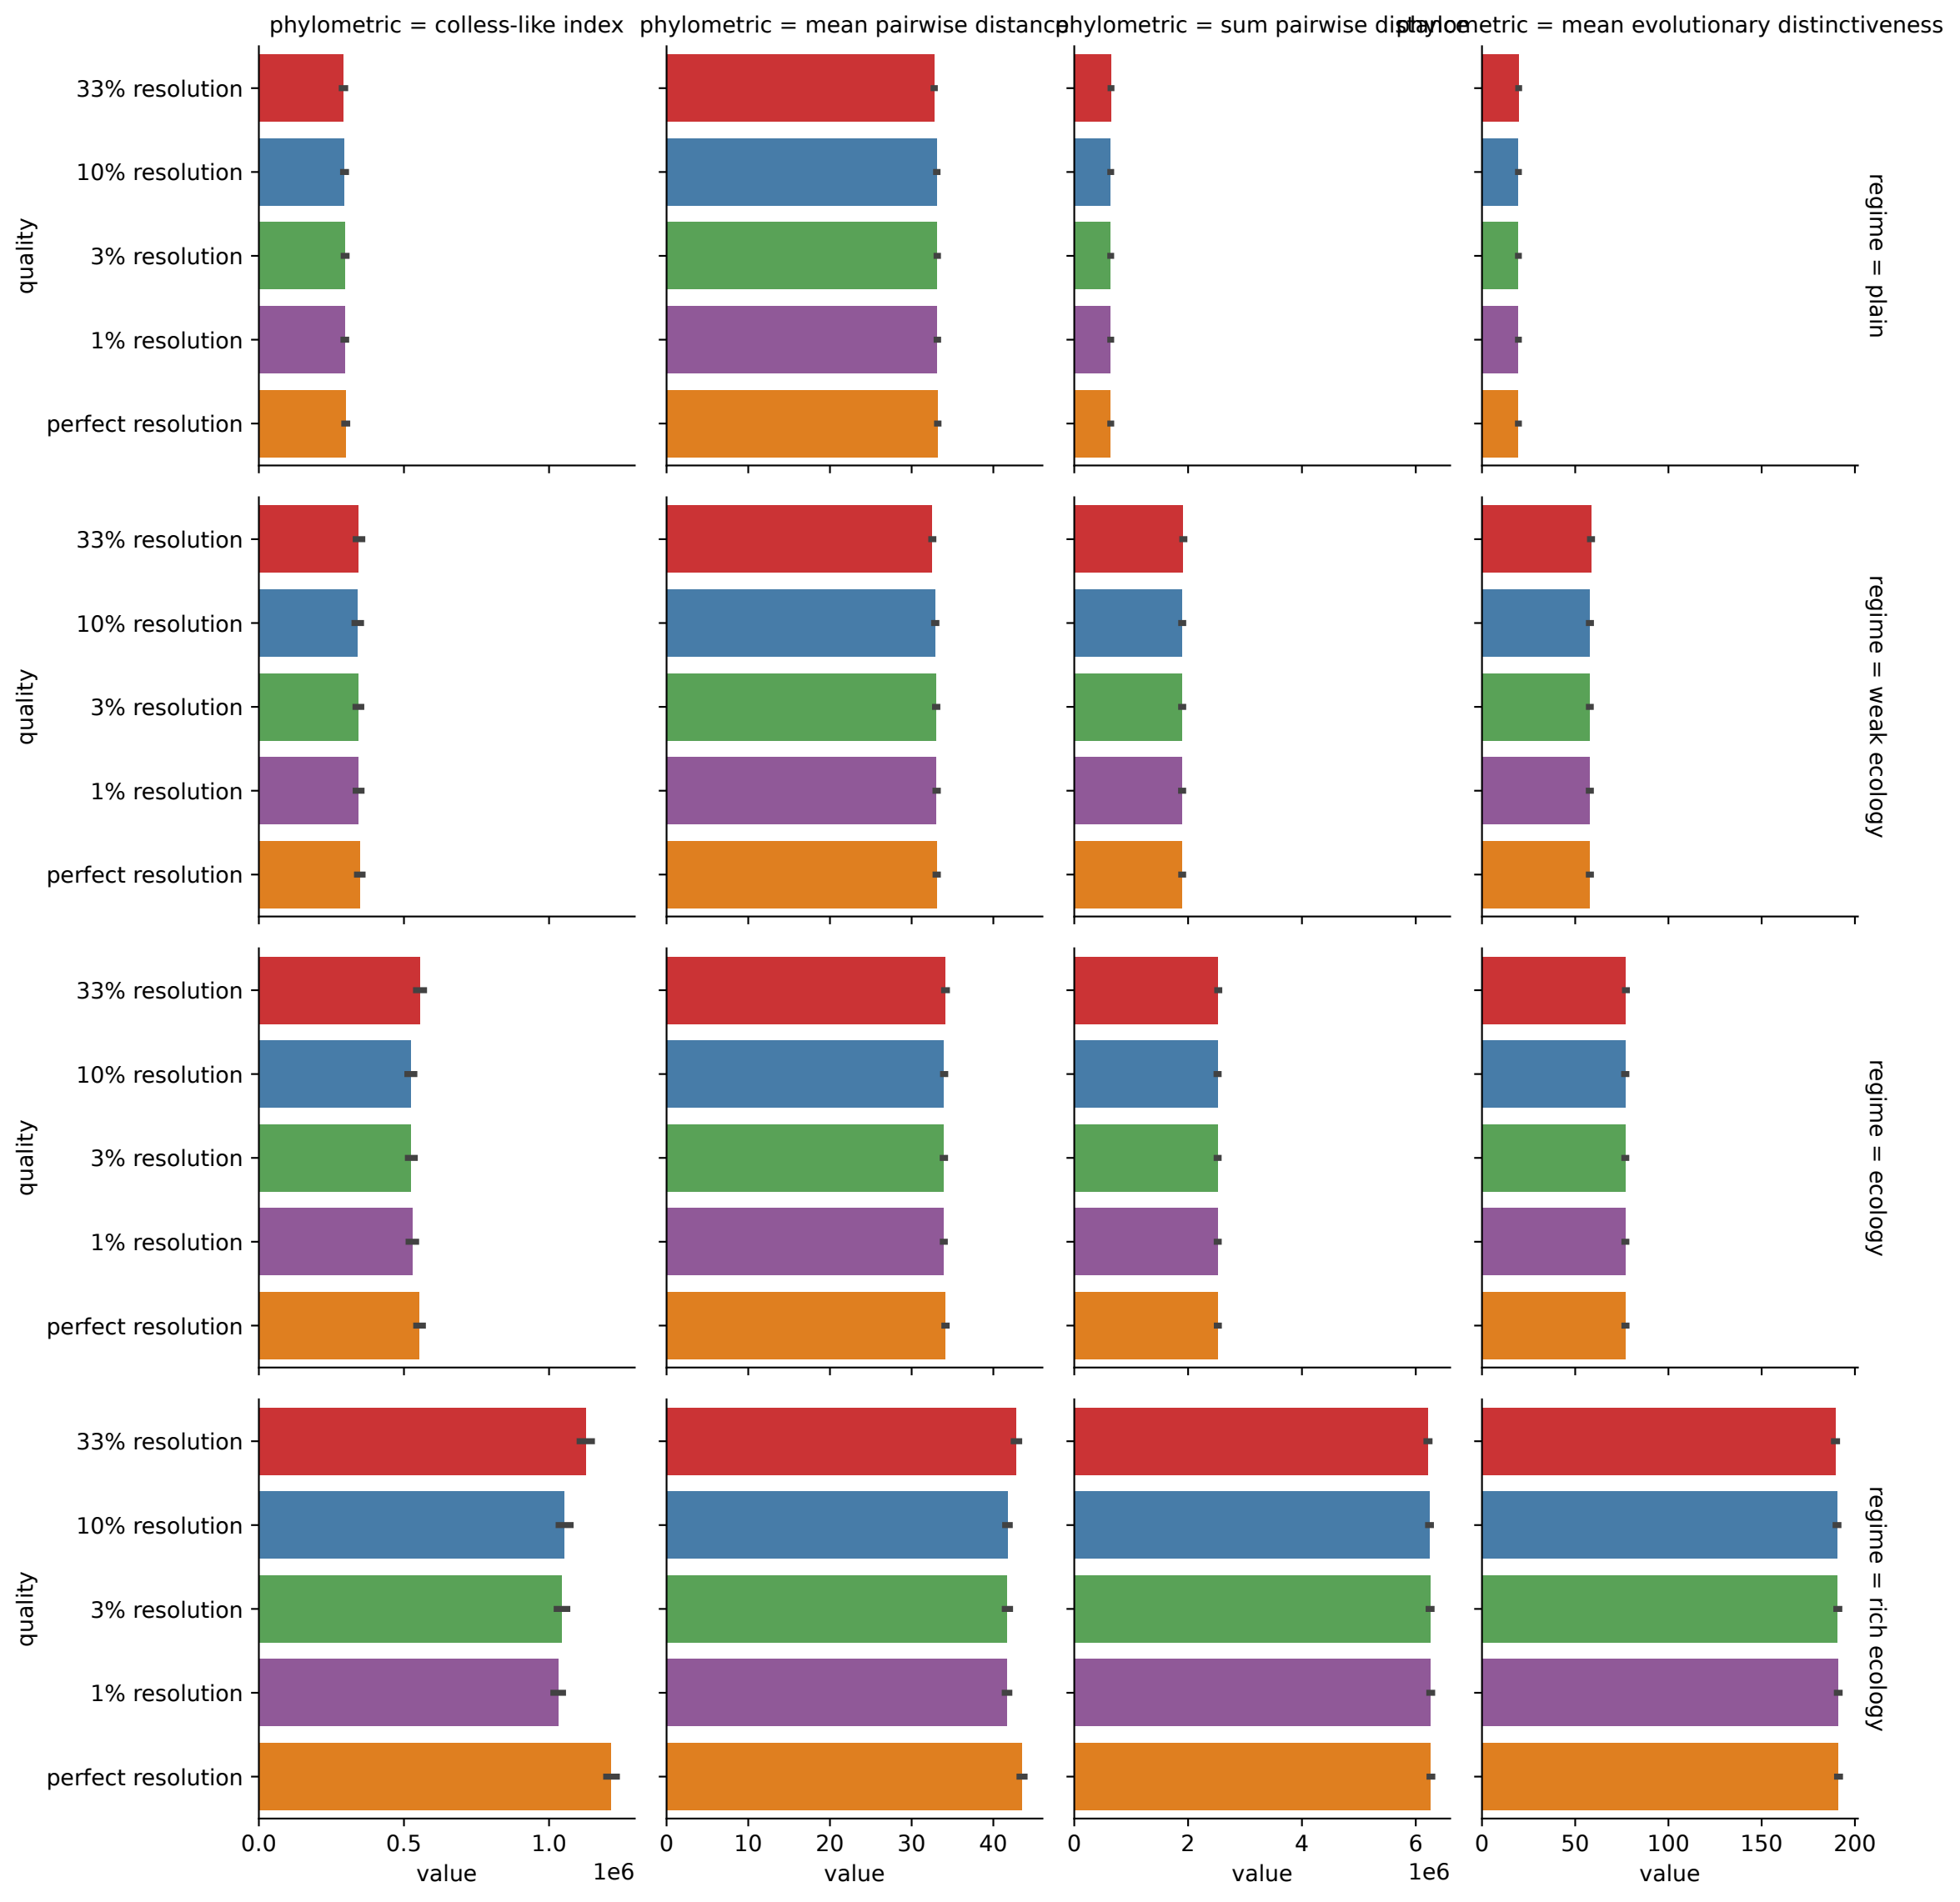 phylometric = colless-like index
phylometric = mean pairwise distance
phylometric = sum pairwise distance
phylometric = mean evolutionary distinctiveness
quality
33% resolution
10% resolution
3% resolution
1% resolution
perfect resolution
regime = plain
quality
33% resolution
10% resolution
3% resolution
1% resolution
perfect resolution
regime = weak ecology
quality
33% resolution
10% resolution
3% resolution
1% resolution
perfect resolution
regime = ecology
quality
33% resolution
10% resolution
3% resolution
1% resolution
perfect resolution
regime = rich ecology
0.0 0.5 1.0
1e6
value
0 10 20 30 40
value
0 2 4 6
1e6
value
0 50 100 150 200
value